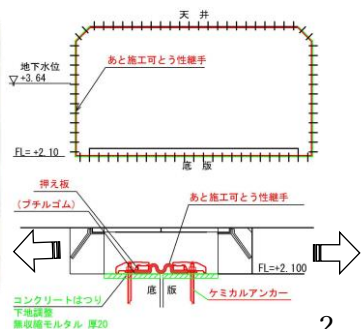 天 井
あと施工可とう性継手
地下水位
+3.64
FL= +2.10
底 版
押え板
(ブチルゴム)
あと施工可とう性継手
FL=+2.100
底 版
ケミカルアンカー
コンクリートはつり
下地調整
無収縮モルタル 厚20
2